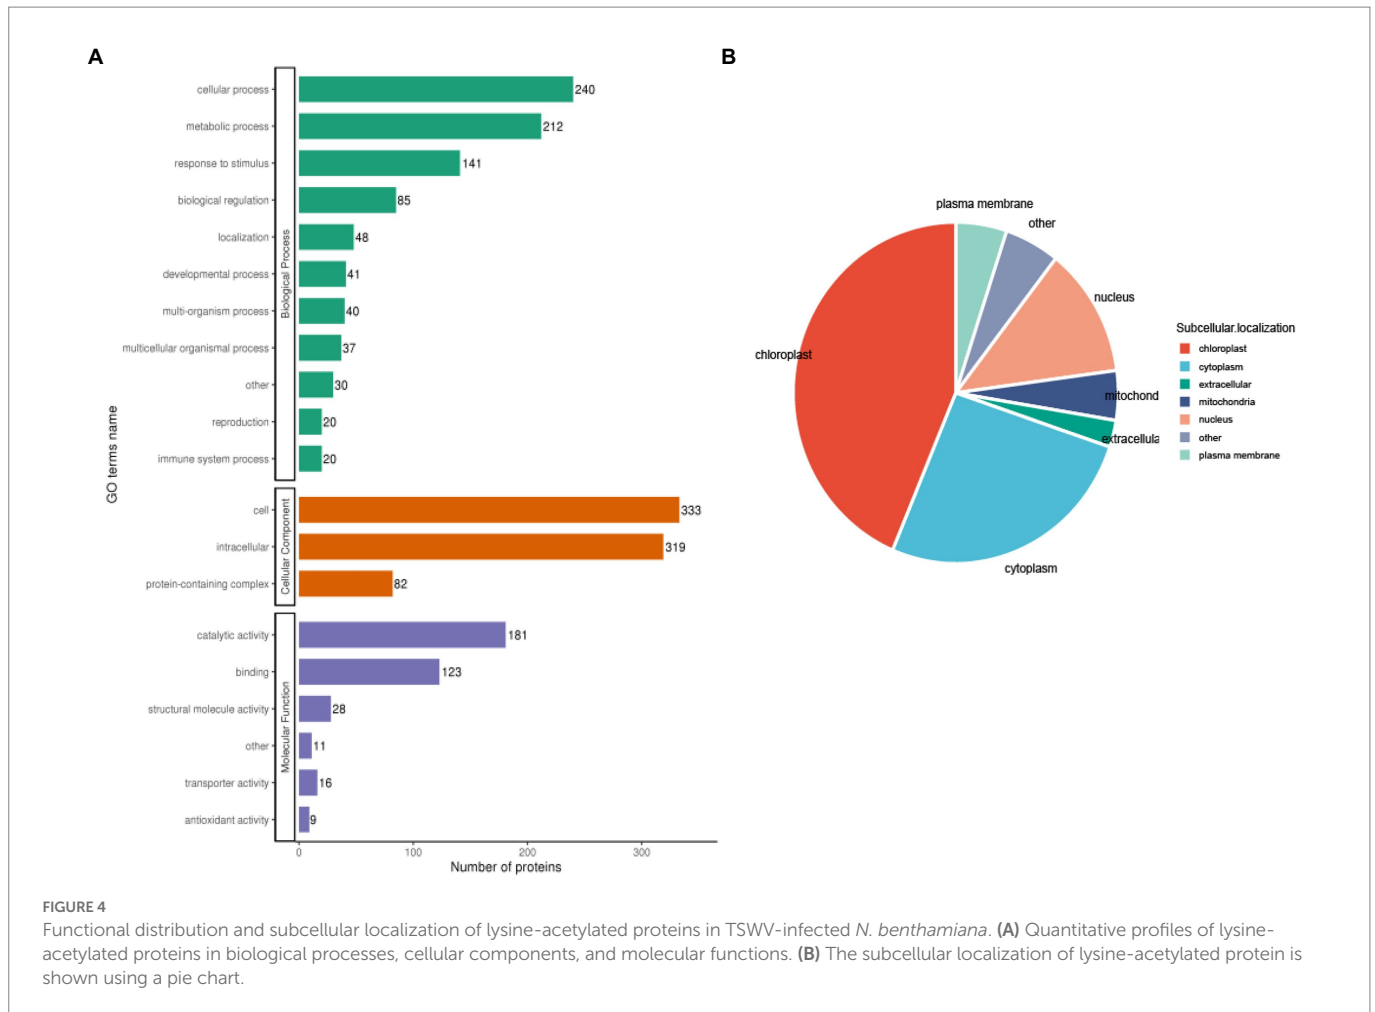 A
cellular process
240
metabolic process
212
response to stimulus
141
biological regulation
85
localization
48
developmental process
41
multi-organism process
40
multicellular organismal process
37
other
30
reproduction
20
immune system process
20
Biological Process
cell
333
intracellular
319
protein-containing complex
82
Cellular Component
catalytic activity
181
binding
123
structural molecule activity
28
other
11
transporter activity
16
antioxidant activity
9
Molecular Function
GO terms name
0 100 200 300
Number of proteins
B
plasma membrane
other
nucleus
chloroplast
mitochond
extracellula
cytoplasm
Subcellular.localization
chloroplast
cytoplasm
extracellular
mitochondria
nucleus
other
plasma membrane
FIGURE 4
Functional distribution and subcellular localization of lysine-acetylated proteins in TSWV-infected N. benthamiana. (A) Quantitative profiles of lysine-
acetylated proteins in biological processes, cellular components, and molecular functions. (B) The subcellular localization of lysine-acetylated protein is
shown using a pie chart.